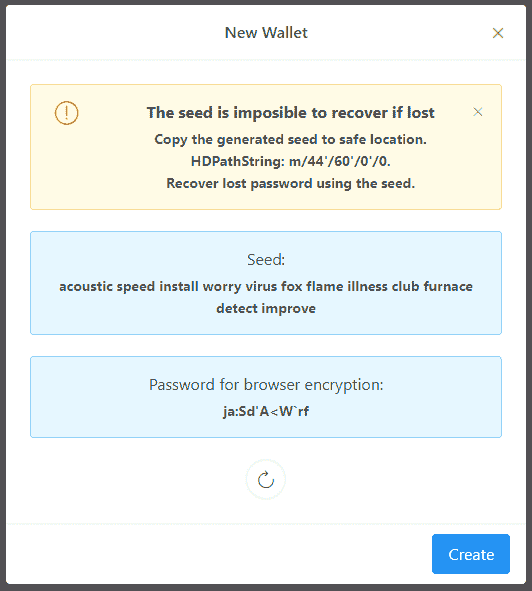 New Wallet
The seed is imposible to recover if lost
Copy the generated seed to safe location.
HDPathString: m/44'/60'/0'/0.
Recover lost password using the seed.
Seed:
acoustic speed install worry virus fox flame illness club furnace
detect improve
Password for browser encryption:
ja:Sd'A<W`rf
Create